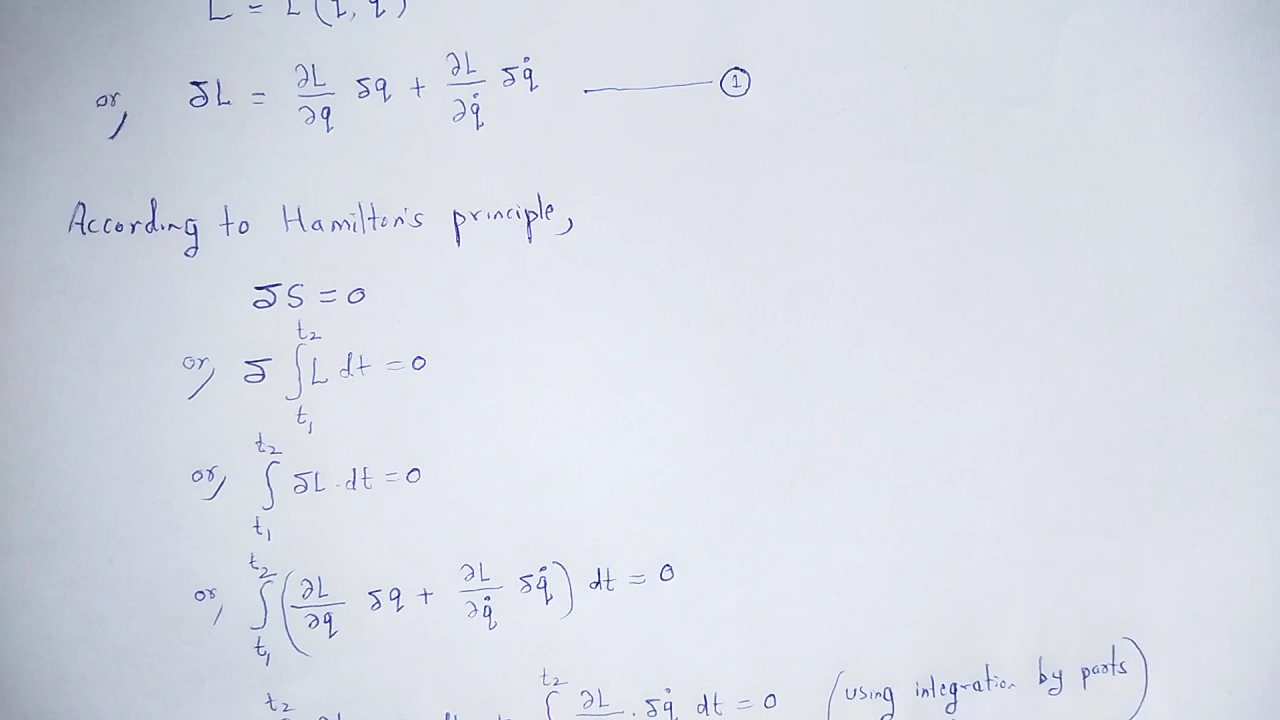 L = L(q, q̇)
or, δL = ∂L/∂q δq + ∂L/∂q̇ δq̇ ——— ①
According to Hamilton's principle,
δS = 0
or, δ ∫_{t₁}^{t₂} L dt = 0
or, ∫_{t₁}^{t₂} δL . dt = 0
or, ∫_{t₁}^{t₂} (∂L/∂q δq + ∂L/∂q̇ δq̇) dt = 0
t₂ ∫^{t₂} ∂L . δq̇ dt = 0 (using integration by parts)